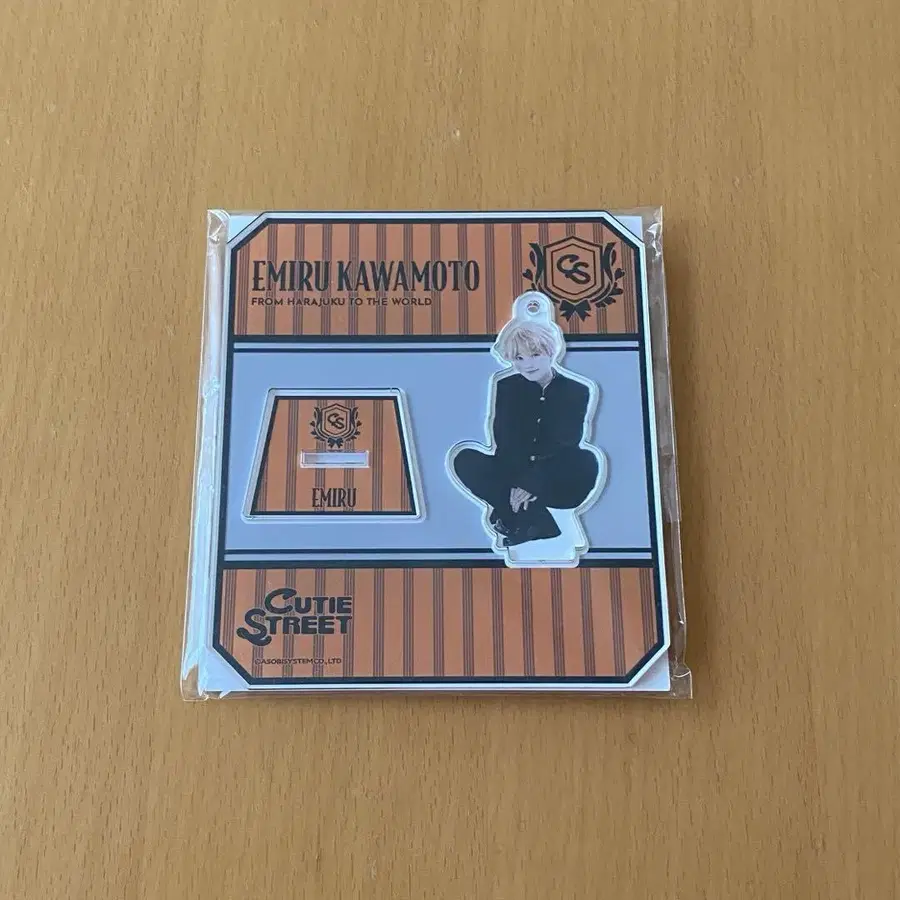 EMIRU KAWAMOTO
FROM HARAJUKU TO THE WORLD
CS
CS
EMIRU
CUTIE
STREET
©ASOBISYSTEM CO.,LTD